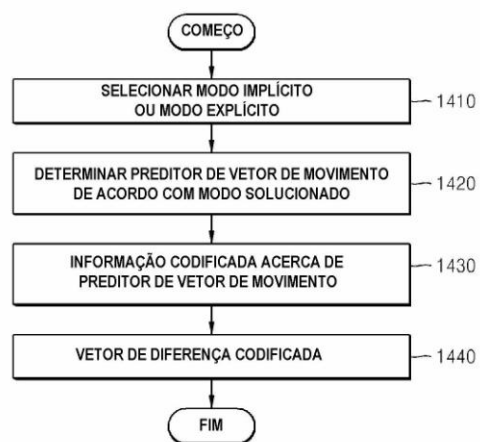 COMEÇO
SELECIONAR MODO IMPLÍCITO
OU MODO EXPLÍCITO
1410
DETERMINAR PREDITOR DE VETOR DE MOVIMENTO
DE ACORDO COM MODO SOLUCIONADO
1420
INFORMAÇÃO CODIFICADA ACERCA DE
PREDITOR DE VETOR DE MOVIMENTO
1430
VETOR DE DIFERENÇA CODIFICADA
1440
FIM